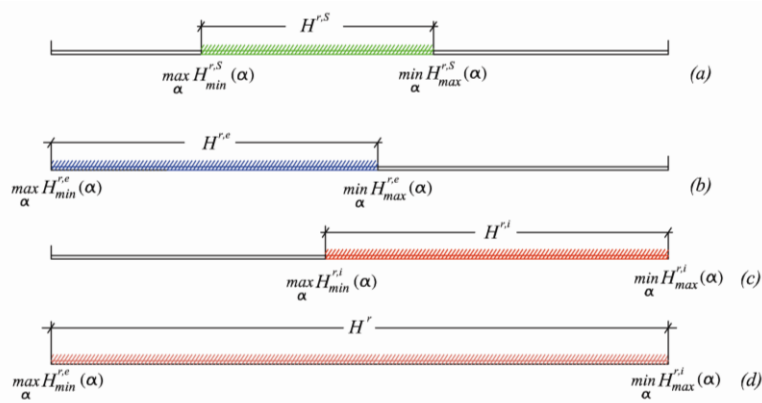 H^{r,S}
max_α H^{r,S}_{min}(α) min_α H^{r,S}_{max}(α) (a)
H^{r,e}
max_α H^{r,e}_{min}(α) min_α H^{r,e}_{max}(α) (b)
H^{r,i}
max_α H^{r,i}_{min}(α) min_α H^{r,i}_{max}(α) (c)
H^r
max_α H^{r,e}_{min}(α) min_α H^{r,i}_{max}(α) (d)